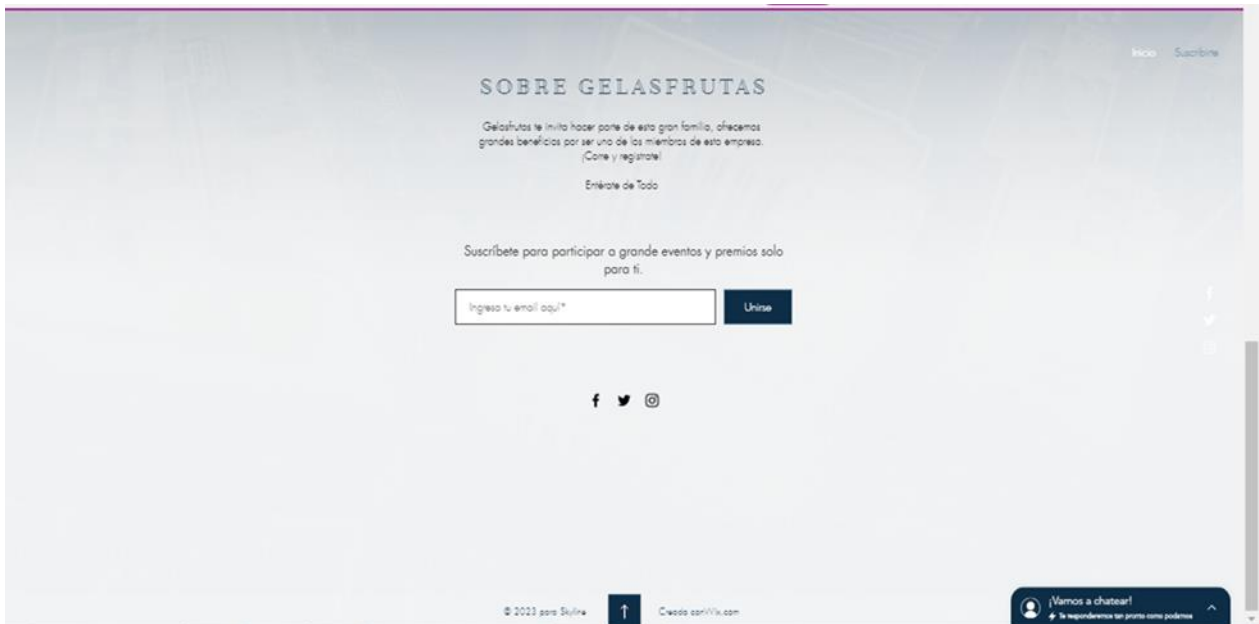 Inicio Suscribirte
SOBRE GELASFRUTAS
Gelasfrutas te invita hacer parte de esta gran familia, ofrecemos
grandes beneficios por ser uno de los miembros de esta empresa.
¡Corre y registrate!
Entérate de Todo
Suscríbete para participar a grande eventos y premios solo
para ti.
Ingresa tu email aquí*
Unirse
© 2023 para Skyline
Creado con Wix.com
¡Vamos a chatear!
Te responderemos tan pronto como podamos